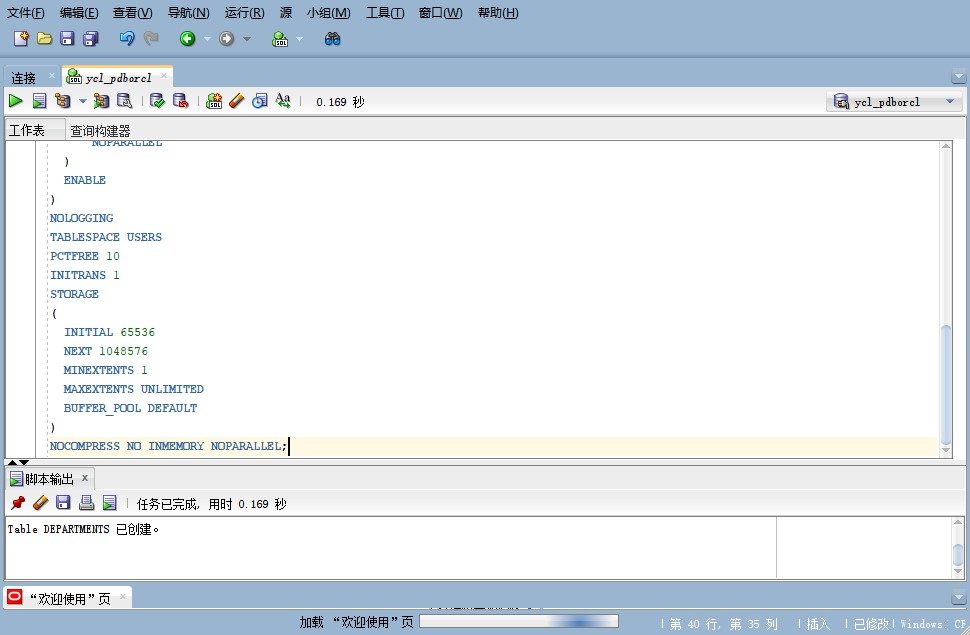 文件(F) 编辑(E) 查看(V) 导航(N) 运行(R) 源 小组(M) 工具(T) 窗口(W) 帮助(H)
连接 ycl_pdborcl
0.169 秒 ycl_pdborcl
工作表 查询构建器
NOPARALLEL
)
ENABLE
)
NOLOGGING
TABLESPACE USERS
PCTFREE 10
INITRANS 1
STORAGE
(
INITIAL 65536
NEXT 1048576
MINEXTENTS 1
MAXEXTENTS UNLIMITED
BUFFER_POOL DEFAULT
)
NOCOMPRESS NO INMEMORY NOPARALLEL;
脚本输出 x
任务已完成, 用时 0.169 秒
Table DEPARTMENTS 已创建。
“欢迎使用”页
加载 “欢迎使用”页 第 40 行, 第 35 列 插入 已修改 Windows: CF